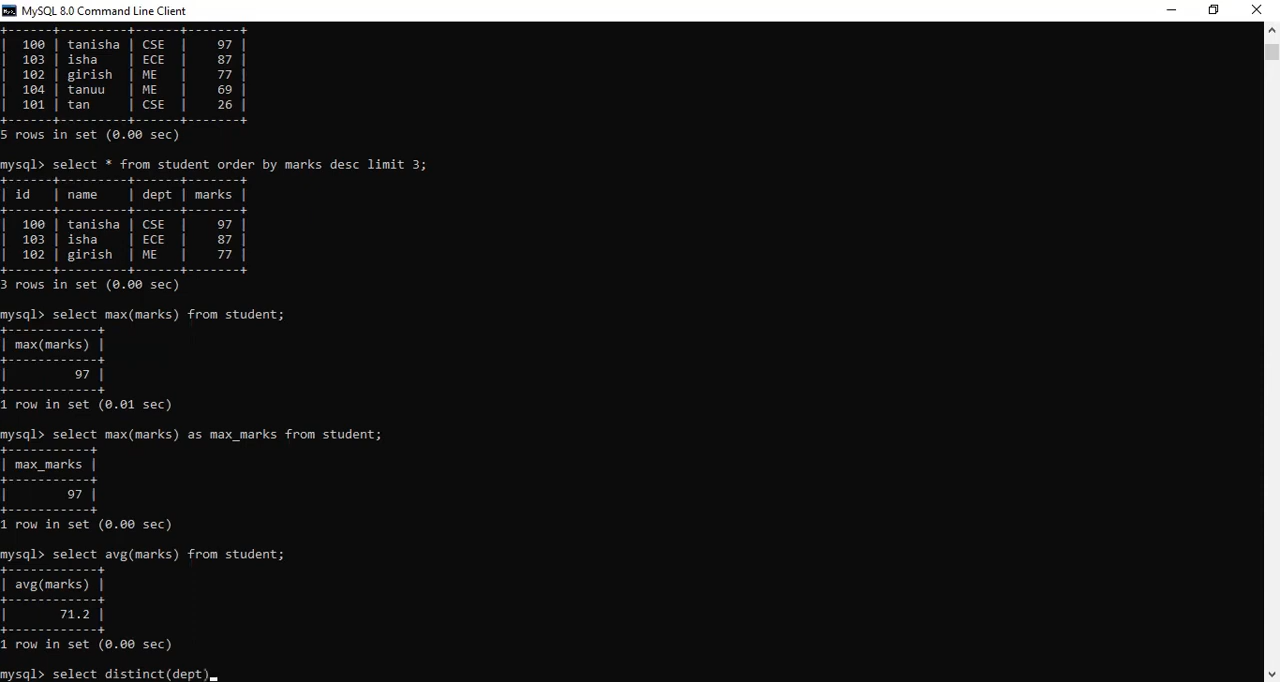 MySQL 8.0 Command Line Client
+------+---------+------+-------+
|  100 | tanisha | CSE  |    97 |
|  103 | isha    | ECE  |    87 |
|  102 | girish  | ME   |    77 |
|  104 | tanuu   | ME   |    69 |
|  101 | tan     | CSE  |    26 |
+------+---------+------+-------+
5 rows in set (0.00 sec)
mysql> select * from student order by marks desc limit 3;
+------+---------+------+-------+
| id   | name    | dept | marks |
+------+---------+------+-------+
|  100 | tanisha | CSE  |    97 |
|  103 | isha    | ECE  |    87 |
|  102 | girish  | ME   |    77 |
+------+---------+------+-------+
3 rows in set (0.00 sec)
mysql> select max(marks) from student;
+------------+
| max(marks) |
+------------+
|         97 |
+------------+
1 row in set (0.01 sec)
mysql> select max(marks) as max_marks from student;
+-----------+
| max_marks |
+-----------+
|        97 |
+-----------+
1 row in set (0.00 sec)
mysql> select avg(marks) from student;
+------------+
| avg(marks) |
+------------+
|       71.2 |
+------------+
1 row in set (0.00 sec)
mysql> select distinct(dept)